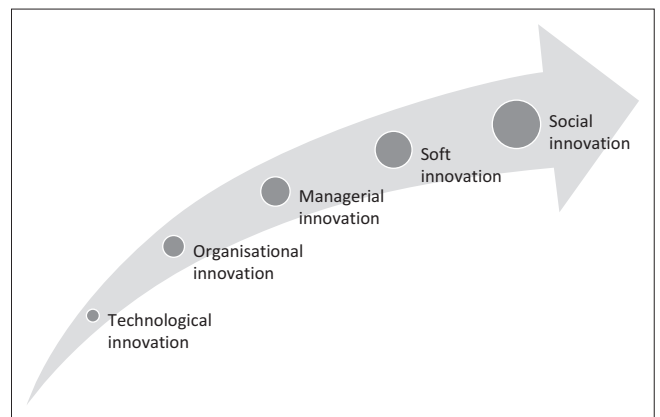 Social
innovation
Soft
innovation
Managerial
innovation
Organisational
innovation
Technological
innovation